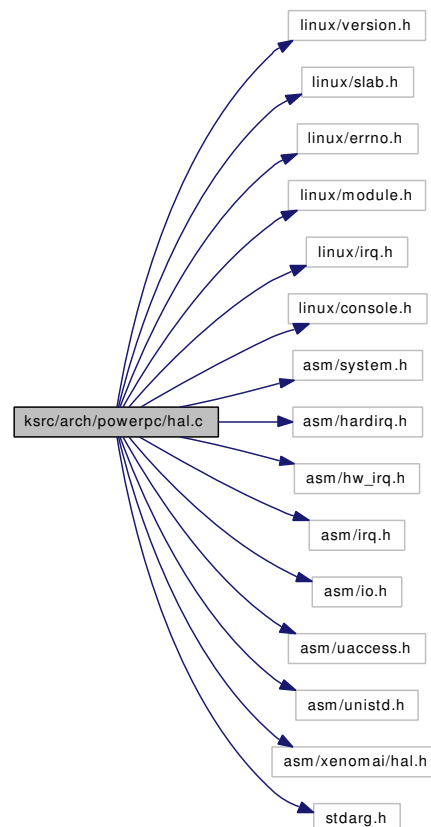 linux/version.h
linux/slab.h
linux/errno.h
linux/module.h
linux/irq.h
linux/console.h
asm/system.h
ksrc/arch/powerpc/hal.c
asm/hardirq.h
asm/hw_irq.h
asm/irq.h
asm/io.h
asm/uaccess.h
asm/unistd.h
asm/xenomai/hal.h
stdarg.h